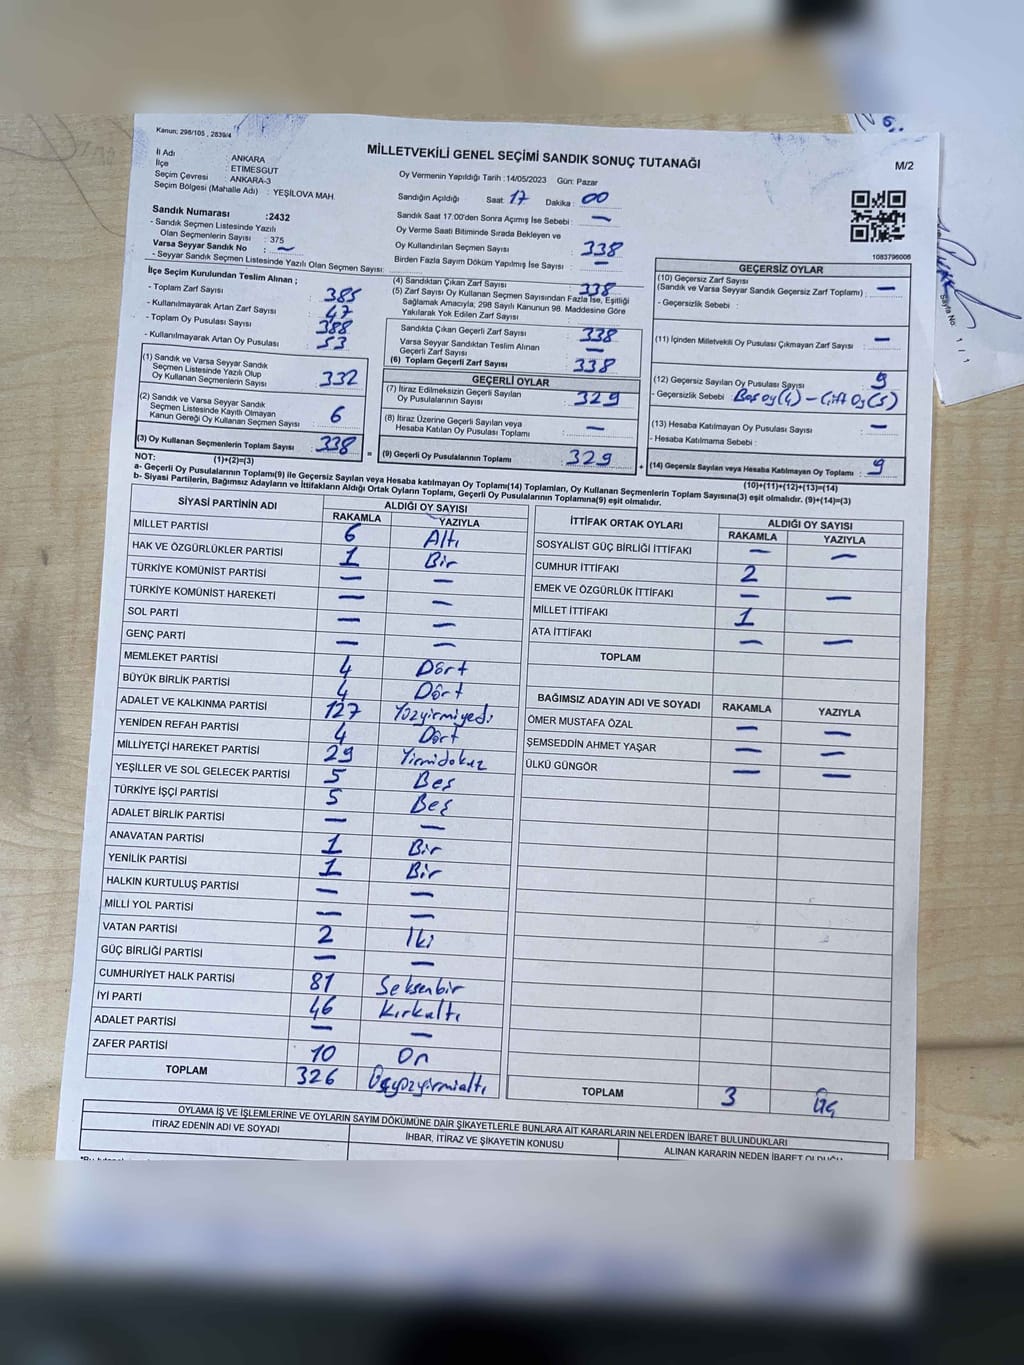 Kanun: 298/105 , 2839/4
MİLLETVEKİLİ GENEL SEÇİMİ SANDIK SONUÇ TUTANAĞI
M/2
İl Adı : ANKARA
İlçe : ETIMESGUT
Seçim Çevresi : ANKARA-3
Seçim Bölgesi (Mahalle Adı) : YEŞİLOVA MAH.
Oy Vermenin Yapıldığı Tarih :14/05/2023 Gün: Pazar
Sandığın Açıldığı Saat: 17 Dakika : 00
Sandık Saat 17.00'den Sonra Açımış İse Sebebi : —
Oy Verme Saati Bitiminde Sırada Bekleyen ve
Oy Kullandırılan Seçmen Sayısı : 338
Birden Fazla Sayım Döküm Yapılmış İse Sayısı : —
Sandık Numarası :2432
- Sandık Seçmen Listesinde Yazılı
Olan Seçmenlerin Sayısı : 375
Varsa Seyyar Sandık No : —
- Seyyar Sandık Seçmen Listesinde Yazılı Olan Seçmen Sayısı:
1083796006
Sayfa No: 1 / 1
İlçe Seçim Kurulundan Teslim Alınan ;
- Toplam Zarf Sayısı : 385
- Kullanılmayarak Artan Zarf Sayısı : 47
- Toplam Oy Pusulası Sayısı : 388
- Kullanılmayarak Artan Oy Pusulası : 53
(1) Sandık ve Varsa Seyyar Sandık
Seçmen Listesinde Yazılı Olup
Oy Kullanan Seçmenlerin Sayısı : 332
(2) Sandık ve Varsa Seyyar Sandık
Seçmen Listesinde Kayıtlı Olmayan
Kanun Gereği Oy Kullanan Seçmen Sayısı : 6
(3) Oy Kullanan Seçmenlerin Toplam Sayısı : 338
(4) Sandıktan Çıkan Zarf Sayısı : 338
(5) Zarf Sayısı Oy Kullanan Seçmen Sayısından Fazla İse, Eşitliği
Sağlamak Amacıyla; 298 Sayılı Kanunun 98. Maddesine Göre
Yakılarak Yok Edilen Zarf Sayısı :
Sandıkta Çıkan Geçerli Zarf Sayısı : 338
Varsa Seyyar Sandıktan Teslim Alınan
Geçerli Zarf Sayısı : —
(6) Toplam Geçerli Zarf Sayısı : 338
GEÇERLİ OYLAR
(7) İtiraz Edilmeksizin Geçerli Sayılan
Oy Pusulalarının Sayısı : 329
(8) İtiraz Üzerine Geçerli Sayılan veya
Hesaba Katılan Oy Pusulası Toplamı : —
= (9) Geçerli Oy Pusulalarının Toplamı : 329
GEÇERSİZ OYLAR
(10) Geçersiz Zarf Sayısı
(Sandık ve Varsa Seyyar Sandık Geçersiz Zarf Toplamı) : —
- Geçersizlik Sebebi :
(11) İçinden Milletvekili Oy Pusulası Çıkmayan Zarf Sayısı : —
(12) Geçersiz Sayılan Oy Pusulası Sayısı : 9
- Geçersizlik Sebebi : Boş oy(4) – Çift Oy(5)
(13) Hesaba Katılmayan Oy Pusulası Sayısı : —
- Hesaba Katılmama Sebebi :
+ (14) Geçersiz Sayılan veya Hesaba Katılmayan Oy Toplamı : 9
NOT: (1)+(2)=(3)
(10)+(11)+(12)+(13)=(14)
a- Geçerli Oy Pusulalarının Toplamı(9) ile Geçersiz Sayılan veya Hesaba Katılmayan Oy Toplamı(14) Toplamları, Oy Kullanan Seçmenlerin Toplam Sayısına(3) eşit olmalıdır. (9)+(14)=(3)
b- Siyasi Partilerin, Bağımsız Adayların ve İttifakların Aldığı Ortak Oyların Toplamı, Geçerli Oy Pusulalarının Toplamına(9) eşit olmalıdır.
SİYASİ PARTİNİN ADI ALDIĞI OY SAYISI
RAKAMLA YAZIYLA
MİLLET PARTİSİ 6 Altı
HAK VE ÖZGÜRLÜKLER PARTİSİ 1 Bir
TÜRKİYE KOMÜNİST PARTİSİ — —
TÜRKİYE KOMÜNİST HAREKETİ — —
SOL PARTİ — —
GENÇ PARTİ — —
MEMLEKET PARTİSİ 4 Dört
BÜYÜK BİRLİK PARTİSİ 4 Dört
ADALET VE KALKINMA PARTİSİ 127 Yüzyirmiyedi
YENİDEN REFAH PARTİSİ 4 Dört
MİLLİYETÇİ HAREKET PARTİSİ 29 Yirmidokuz
YEŞİLLER VE SOL GELECEK PARTİSİ 5 Beş
TÜRKİYE İŞÇİ PARTİSİ 5 Beş
ADALET BİRLİK PARTİSİ — —
ANAVATAN PARTİSİ 1 Bir
YENİLİK PARTİSİ 1 Bir
HALKIN KURTULUŞ PARTİSİ — —
MİLLİ YOL PARTİSİ — —
VATAN PARTİSİ 2 İki
GÜÇ BİRLİĞİ PARTİSİ — —
CUMHURİYET HALK PARTİSİ 81 Seksenbir
İYİ PARTİ 46 Kırkaltı
ADALET PARTİSİ — —
ZAFER PARTİSİ 10 On
TOPLAM 326 Üçyüzyirmialtı
İTTİFAK ORTAK OYLARI ALDIĞI OY SAYISI
RAKAMLA YAZIYLA
SOSYALİST GÜÇ BİRLİĞİ İTTİFAKI — —
CUMHUR İTTİFAKI 2
EMEK VE ÖZGÜRLÜK İTTİFAKI — —
MİLLET İTTİFAKI 1
ATA İTTİFAKI — —
TOPLAM
BAĞIMSIZ ADAYIN ADI VE SOYADI RAKAMLA YAZIYLA
ÖMER MUSTAFA ÖZAL — —
ŞEMSEDDİN AHMET YAŞAR — —
ÜLKÜ GÜNGÖR — —
TOPLAM 3 Üç
OYLAMA İŞ VE İŞLEMLERİNE VE OYLARIN SAYIM DÖKÜMÜNE DAİR ŞİKAYETLERLE BUNLARA AİT KARARLARIN NELERDEN İBARET BULUNDUKLARI
İTİRAZ EDENİN ADI VE SOYADI İHBAR, İTİRAZ VE ŞİKAYETİN KONUSU ALINAN KARARIN NEDEN İBARET OLDUĞU